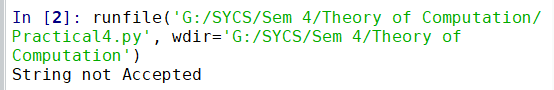 In [2]: runfile('G:/SYCS/Sem 4/Theory of Computation/
Practical4.py', wdir='G:/SYCS/Sem 4/Theory of
Computation')
String not Accepted